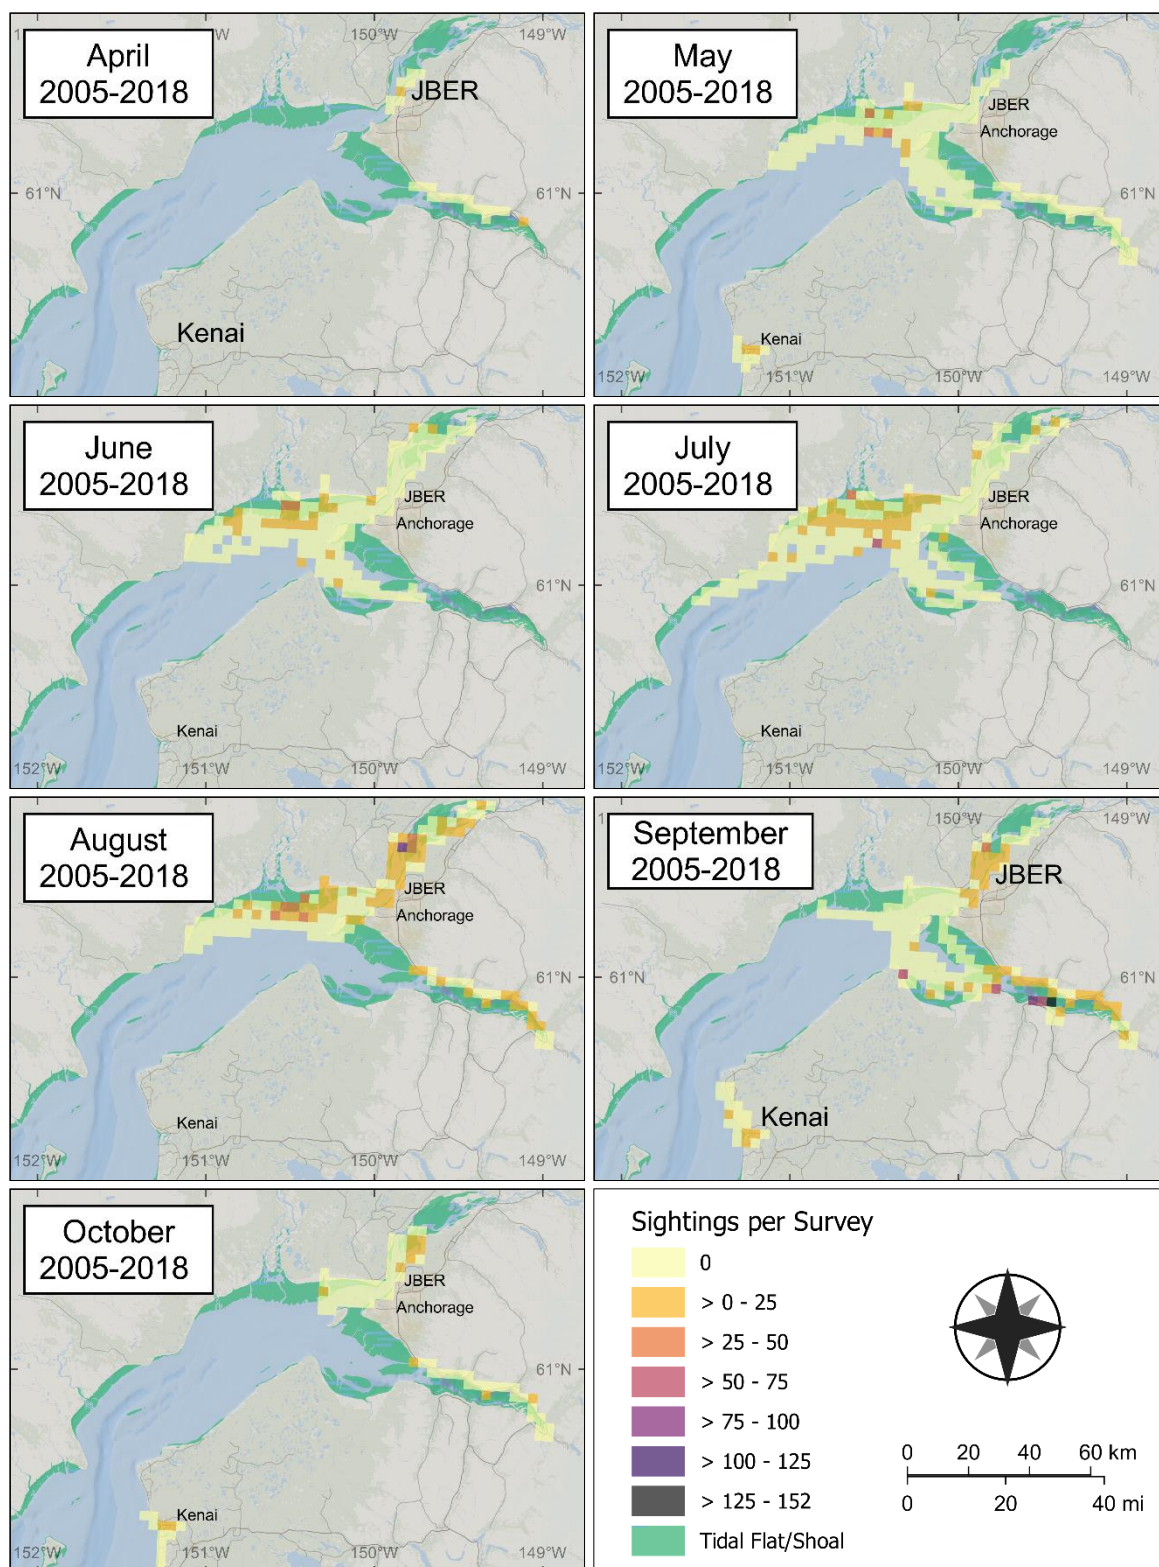 150°W
149°W
April
2005-2018
JBER
61°N
Kenai
150°W
149°W
May
2005-2018
JBER
Anchorage
61°N
Kenai
152°W
151°W
150°W
149°W
June
2005-2018
JBER
Anchorage
61°N
Kenai
152°W
151°W
150°W
149°W
July
2005-2018
JBER
Anchorage
61°N
Kenai
152°W
151°W
150°W
149°W
August
2005-2018
JBER
Anchorage
61°N
Kenai
152°W
151°W
150°W
149°W
150°W
149°W
September
2005-2018
JBER
61°N
Kenai
October
2005-2018
JBER
Anchorage
61°N
Kenai
Sightings per Survey
0
> 0 - 25
> 25 - 50
> 50 - 75
> 75 - 100
> 100 - 125
> 125 - 152
Tidal Flat/Shoal
0 20 40 60 km
0 20 40 mi